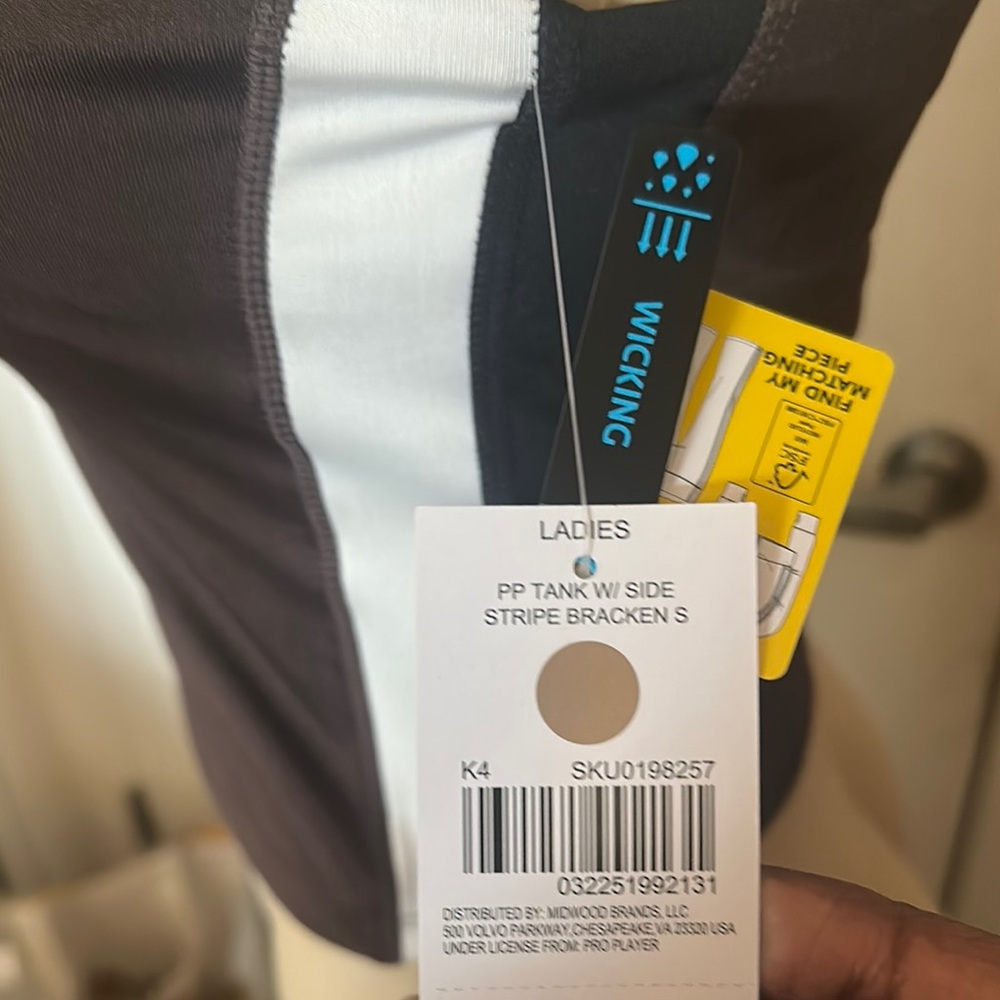 WICKING
FIND MY
MATCHING
PIECE
FSC
LADIES
PP TANK W/ SIDE
STRIPE BRACKEN S
K4 SKU0198257
032251992131
DISTRIBUTED BY: MIDWOOD BRANDS, LLC
500 VOLVO PARKWAY,CHESAPEAKE,VA 23320 USA
UNDER LICENSE FROM: PRO PLAYER